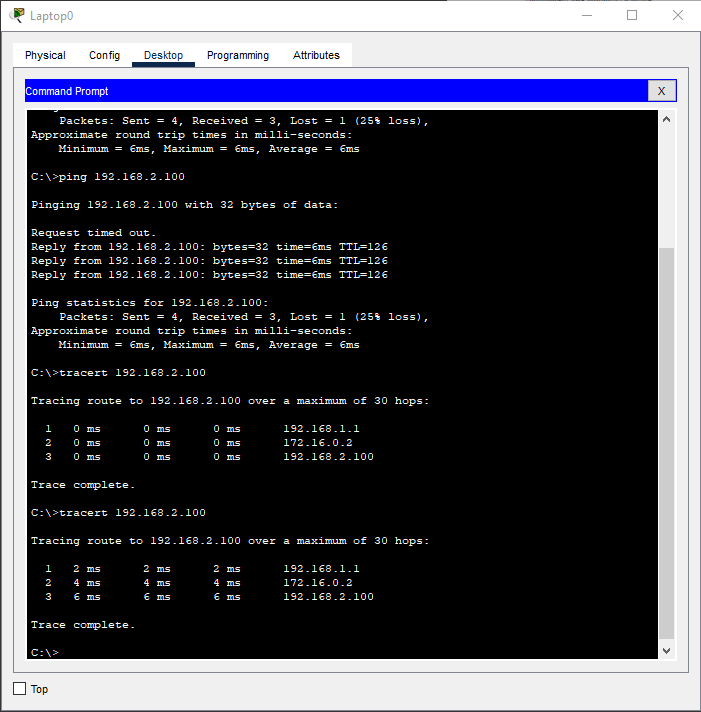 Laptop0
Physical Config Desktop Programming Attributes
Command Prompt X
Packets: Sent = 4, Received = 3, Lost = 1 (25% loss),
Approximate round trip times in milli-seconds:
Minimum = 6ms, Maximum = 6ms, Average = 6ms
C:\>ping 192.168.2.100
Pinging 192.168.2.100 with 32 bytes of data:
Request timed out.
Reply from 192.168.2.100: bytes=32 time=6ms TTL=126
Reply from 192.168.2.100: bytes=32 time=6ms TTL=126
Reply from 192.168.2.100: bytes=32 time=6ms TTL=126
Ping statistics for 192.168.2.100:
Packets: Sent = 4, Received = 3, Lost = 1 (25% loss),
Approximate round trip times in milli-seconds:
Minimum = 6ms, Maximum = 6ms, Average = 6ms
C:\>tracert 192.168.2.100
Tracing route to 192.168.2.100 over a maximum of 30 hops:
1 0 ms 0 ms 0 ms 192.168.1.1
2 0 ms 0 ms 0 ms 172.16.0.2
3 0 ms 0 ms 0 ms 192.168.2.100
Trace complete.
C:\>tracert 192.168.2.100
Tracing route to 192.168.2.100 over a maximum of 30 hops:
1 2 ms 2 ms 2 ms 192.168.1.1
2 4 ms 4 ms 4 ms 172.16.0.2
3 6 ms 6 ms 6 ms 192.168.2.100
Trace complete.
C:\>
Top